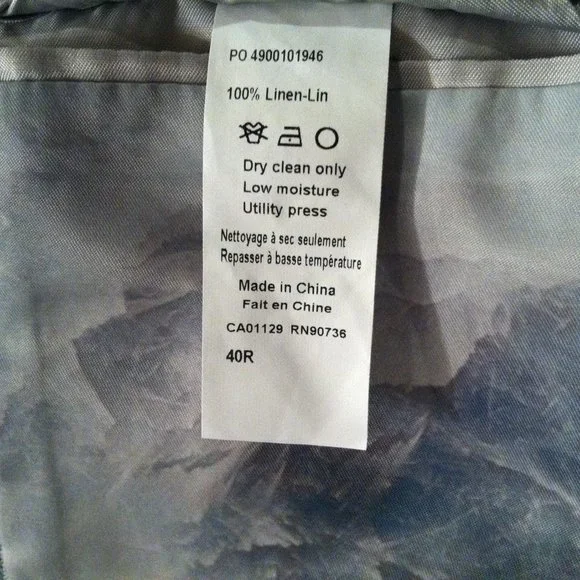 PO 4900101946
100% Linen-Lin
Dry clean only
Low moisture
Utility press
Nettoyage à sec seulement
Repasser à basse température
Made in China
Fait en Chine
CA01129 RN90736
40R